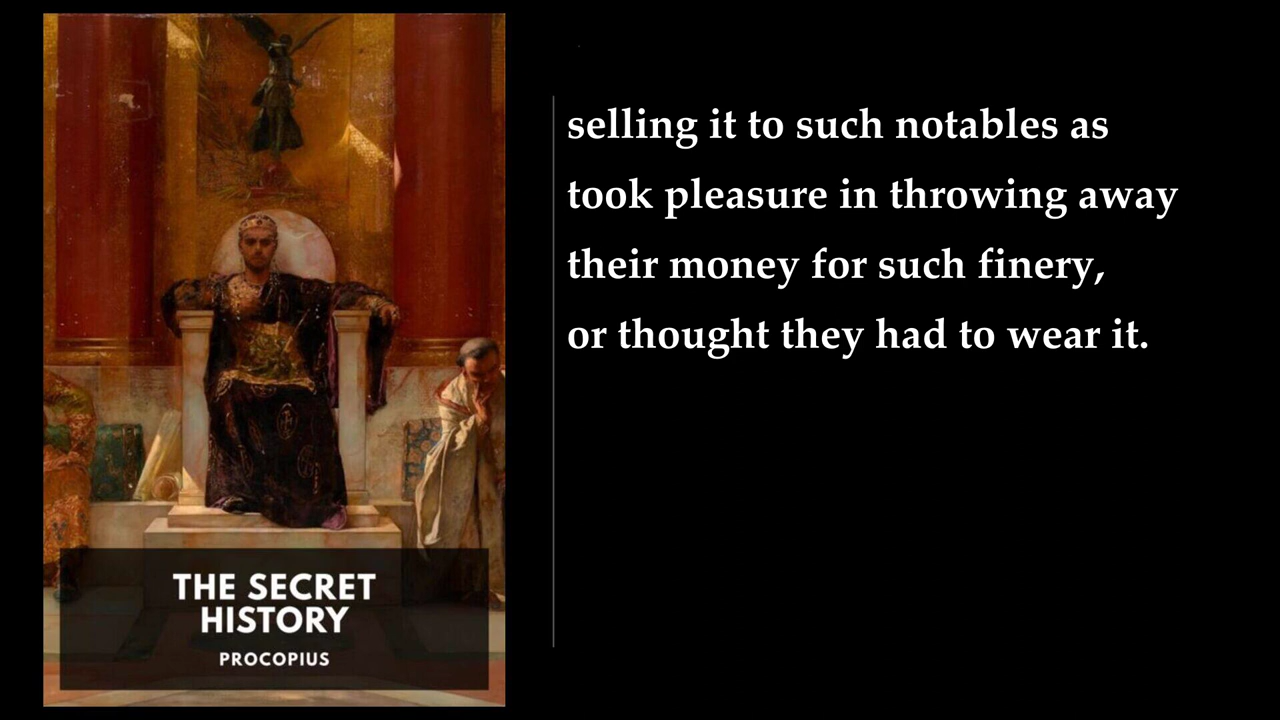 THE SECRET
HISTORY
PROCOPIUS
selling it to such notables as
took pleasure in throwing away
their money for such finery,
or thought they had to wear it.